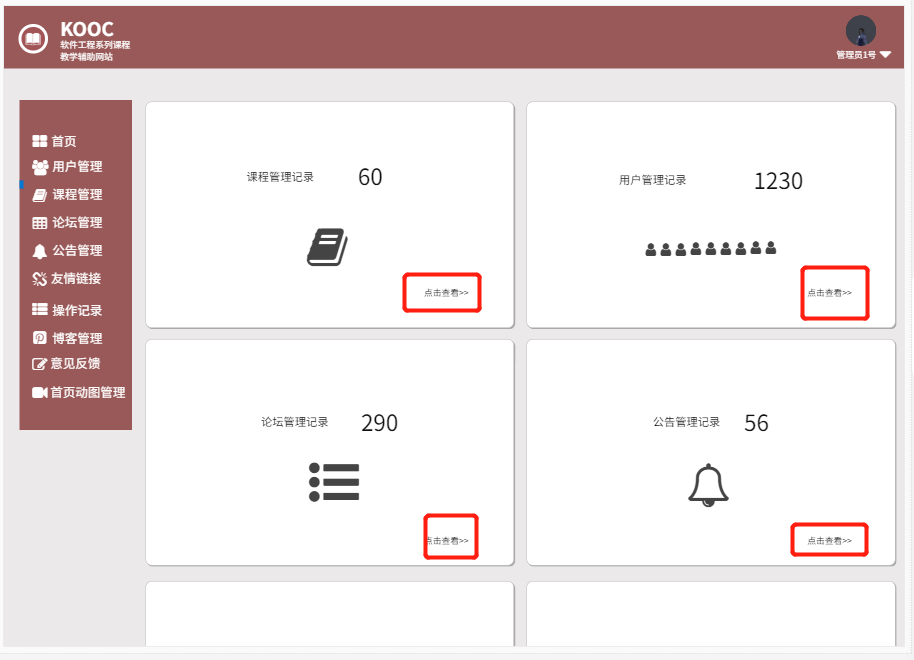 KOOC
软件工程系列课程
教学辅助网站
管理员1号
首页
用户管理
课程管理
论坛管理
公告管理
友情链接
操作记录
博客管理
意见反馈
首页动图管理
课程管理记录 60
点击查看>>
用户管理记录 1230
点击查看>>
论坛管理记录 290
点击查看>>
公告管理记录 56
点击查看>>